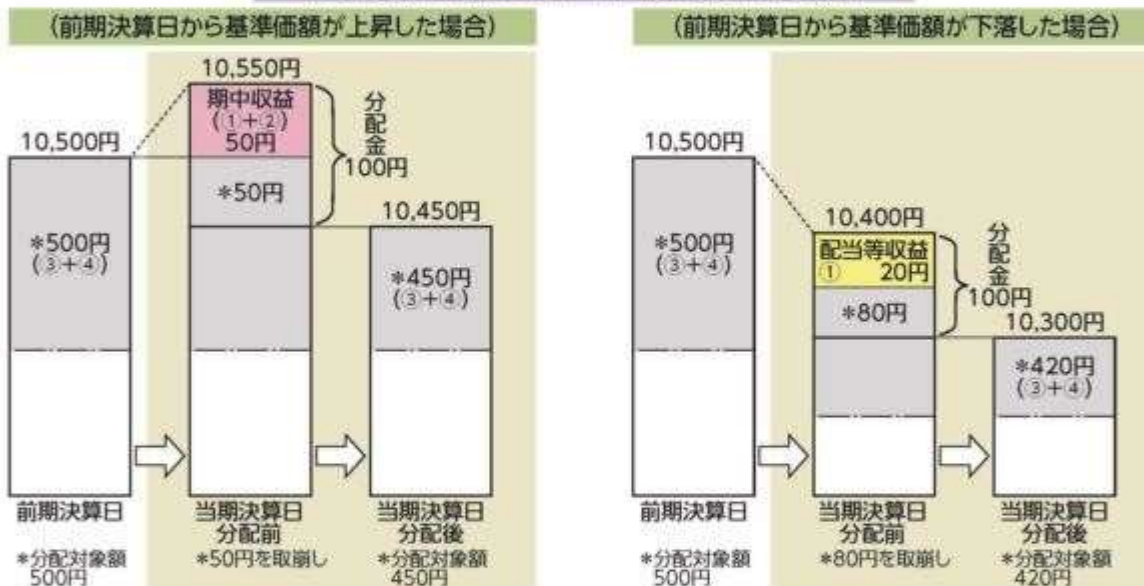 (前期決算日から基準価額が上昇した場合)
10,500円
*500円
(③+④)
前期決算日
*分配対象額
500円
10,550円
期中収益
(①+②)
50円
*50円
分配金
100円
当期決算日
分配前
*50円を取崩し
10,450円
*450円
(③+④)
当期決算日
分配後
*分配対象額
450円
(前期決算日から基準価額が下落した場合)
10,500円
*500円
(③+④)
前期決算日
*分配対象額
500円
10,400円
配当等収益
① 20円
*80円
分配金
100円
当期決算日
分配前
*80円を取崩し
10,300円
*420円
(③+④)
当期決算日
分配後
*分配対象額
420円